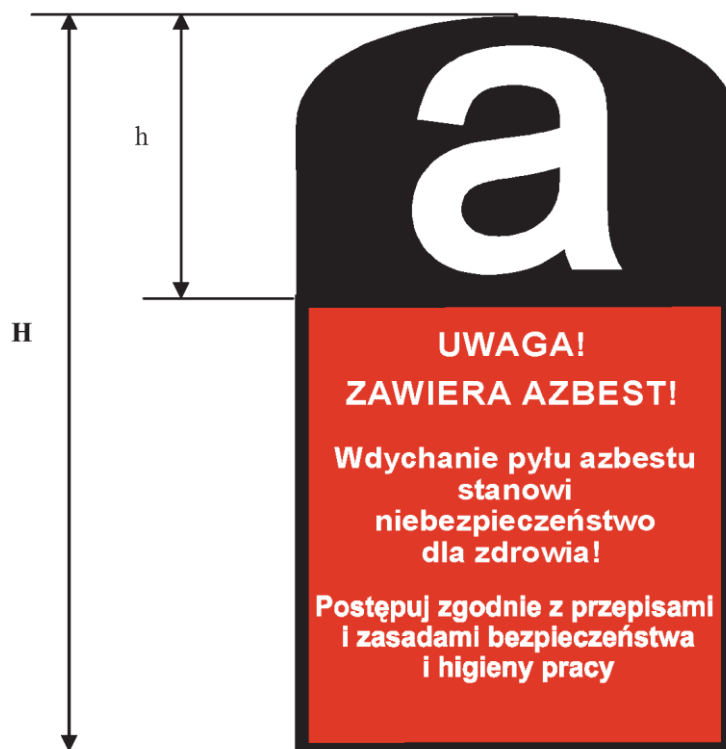 a
h
H
UWAGA!
ZAWIERA AZBEST!
Wdychanie pyłu azbestu
stanowi
niebezpieczeństwo
dla zdrowia!
Postępuj zgodnie z przepisami
i zasadami bezpieczeństwa
i higieny pracy